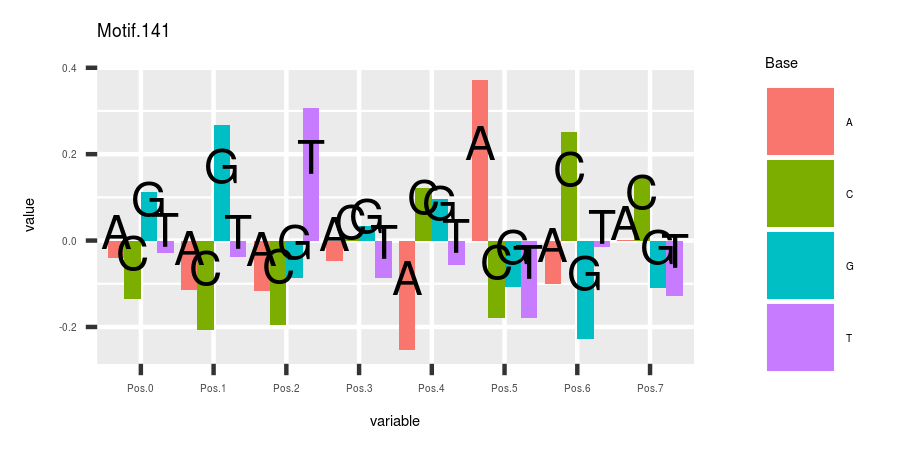 Motif.141
Base
0.4
0.2
0.0
-0.2
value
A C G T A C G T A C G T A C G T A C G T A C G T A C G T A C G T
Pos.0 Pos.1 Pos.2 Pos.3 Pos.4 Pos.5 Pos.6 Pos.7
variable
A
C
G
T